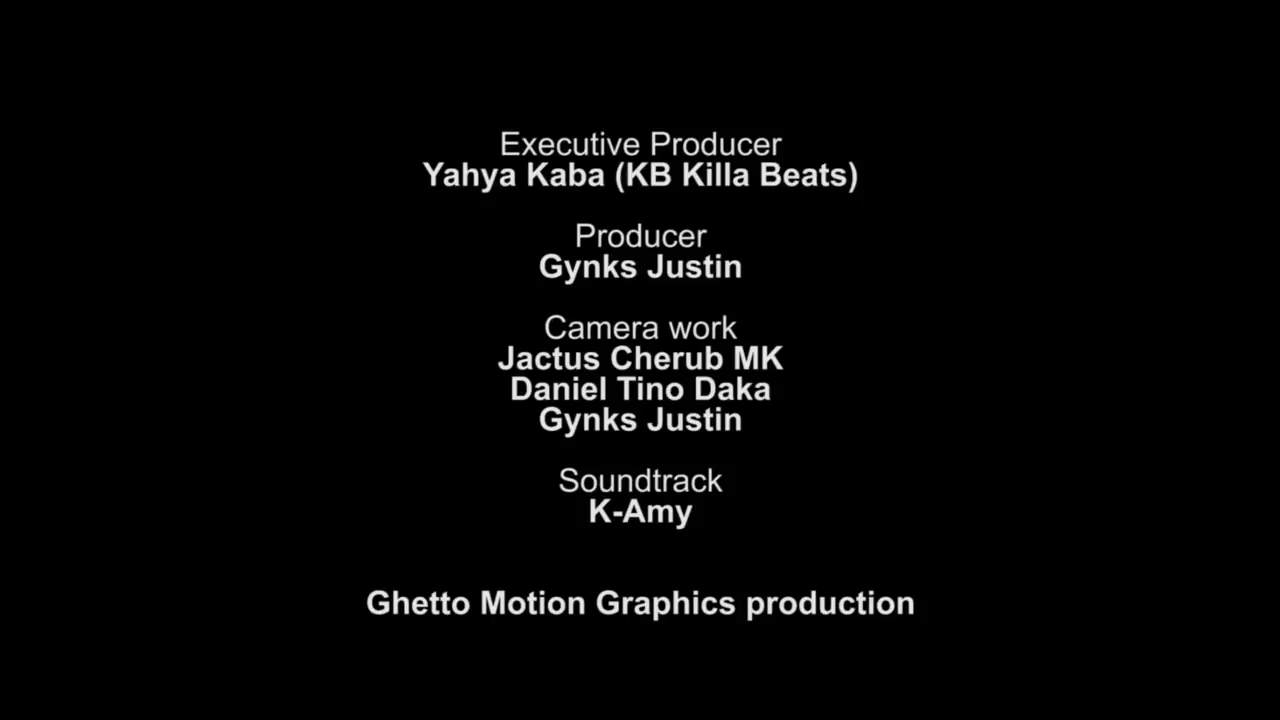 Executive Producer
Yahya Kaba (KB Killa Beats)
Producer
Gynks Justin
Camera work
Jactus Cherub MK
Daniel Tino Daka
Gynks Justin
Soundtrack
K-Amy
Ghetto Motion Graphics production